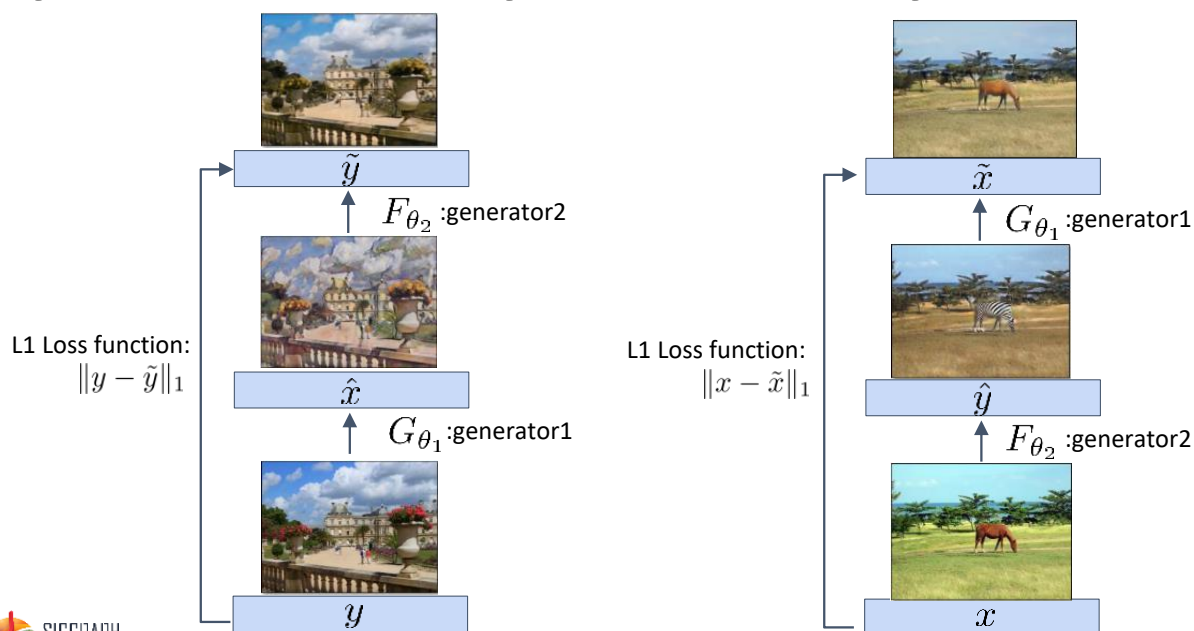 ỹ
F_θ₂ :generator2
L1 Loss function:
‖y − ỹ‖₁
x̂
G_θ₁ :generator1
y
x̃
G_θ₁ :generator1
L1 Loss function:
‖x − x̃‖₁
ŷ
F_θ₂ :generator2
x